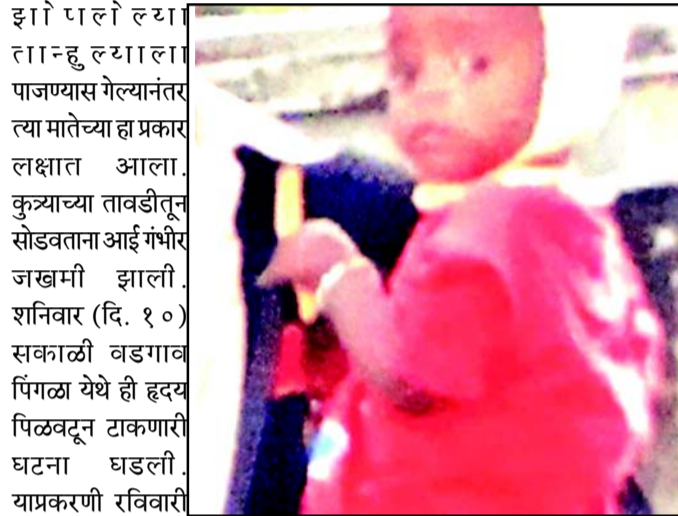 झोपलेल्या
तान्हुल्याला
पाजण्यास गेल्यानंतर
त्या मातेच्या हा प्रकार
लक्षात आला.
कुत्र्याच्या तावडीतून
सोडवताना आई गंभीर
जखमी झाली.
शनिवार (दि. १०)
सकाळी वडगाव
पिंगळा येथे ही हृदय
पिळवटून टाकणारी
घटना घडली.
याप्रकरणी रविवारी